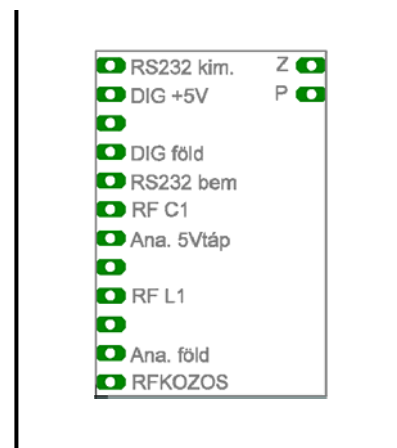 RS232 kim. Z
DIG +5V P
DIG föld
RS232 bem
RF C1
Ana. 5Vtáp
RF L1
Ana. föld
RFKOZOS